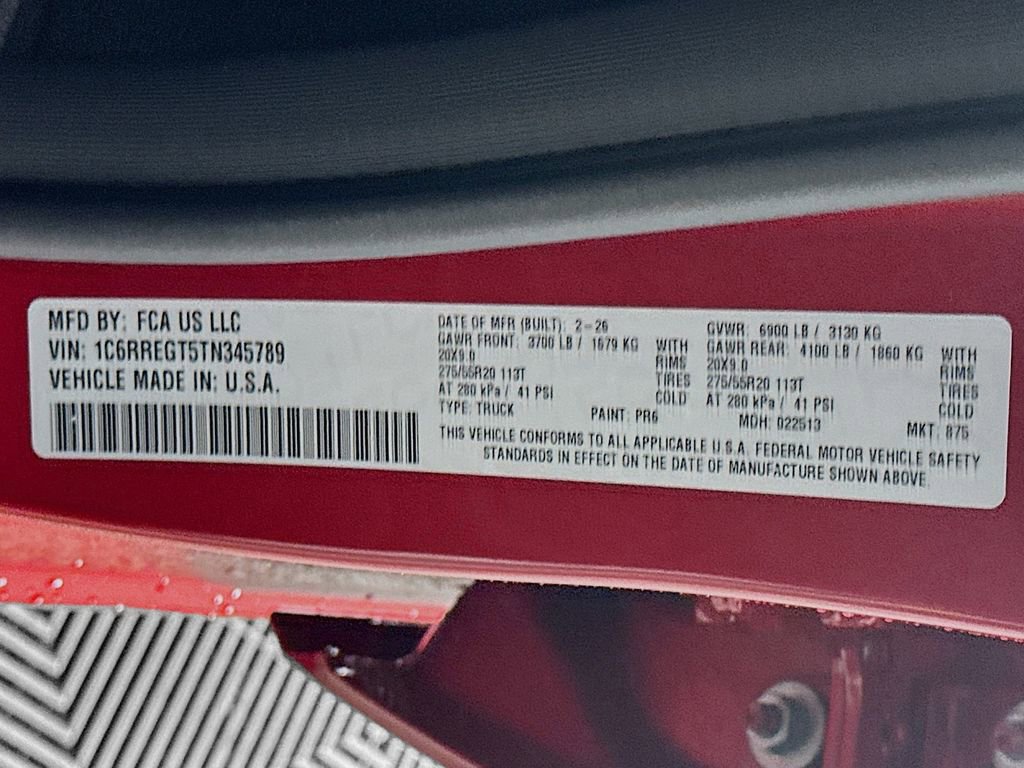 MFD BY: FCA US LLC
VIN: 1C6RREGT5TN345789
VEHICLE MADE IN: U.S.A.
DATE OF MFR (BUILT): 2-26
GAWR FRONT: 3700 LB / 1679 KG WITH
20X9.0 RIMS
275/55R20 113T TIRES
AT 280 kPa / 41 PSI COLD
TYPE: TRUCK PAINT: PR6
GVWR: 6900 LB / 3130 KG
GAWR REAR: 4100 LB / 1860 KG WITH
20X9.0 RIMS
275/55R20 113T TIRES
AT 280 kPa / 41 PSI COLD
MDH: 022513 MKT: 875
THIS VEHICLE CONFORMS TO ALL APPLICABLE U.S.A. FEDERAL MOTOR VEHICLE SAFETY
STANDARDS IN EFFECT ON THE DATE OF MANUFACTURE SHOWN ABOVE.